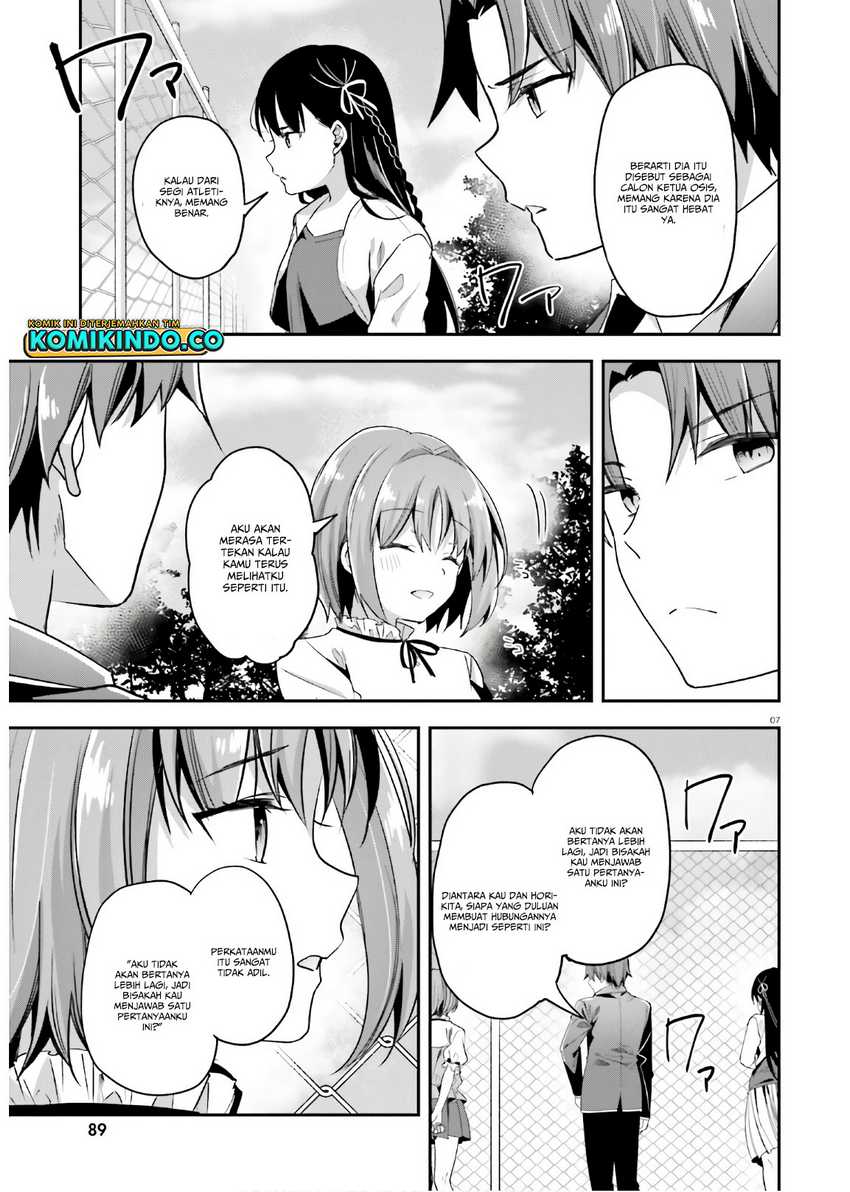 ワァ
BERARTI DIA ITU
DISEBUT SEBAGAI
CALON KETUA OSIS,
MEMANG KARENA DIA
ITU SANGAT HEBAT
YA.
KALAU DARI
SEGI ATLETI-
KNYA, MEMANG
BENAR.
ワァ
KOMIK INI DITERJEMAHKAN TIM
KOMIKINDO.CO
AKU AKAN
MERASA TER-
TEKAN KALAU
KAMU TERUS
MELIHATKU
SEPERTI ITU.
07
AKU TIDAK AKAN
BERTANYA LEBIH
LAGI, JADI BISAKAH
KAU MENJAWAB
SATU PERTANYA-
ANKU INI?
DIANTARA KAU DAN HORI-
KITA, SIAPA YANG DULUAN
MEMBUAT HUBUNGANNYA
MENJADI SEPERTI INI?
ワァ
ワァ
PERKATAANMU
ITU SANGAT
TIDAK ADIL.
"AKU TIDAK
AKAN BERTANYA
LEBIH LAGI, JADI
BISAKAH KAU
MENJAWAB SATU
PERTANYAANKU
INI?"
89